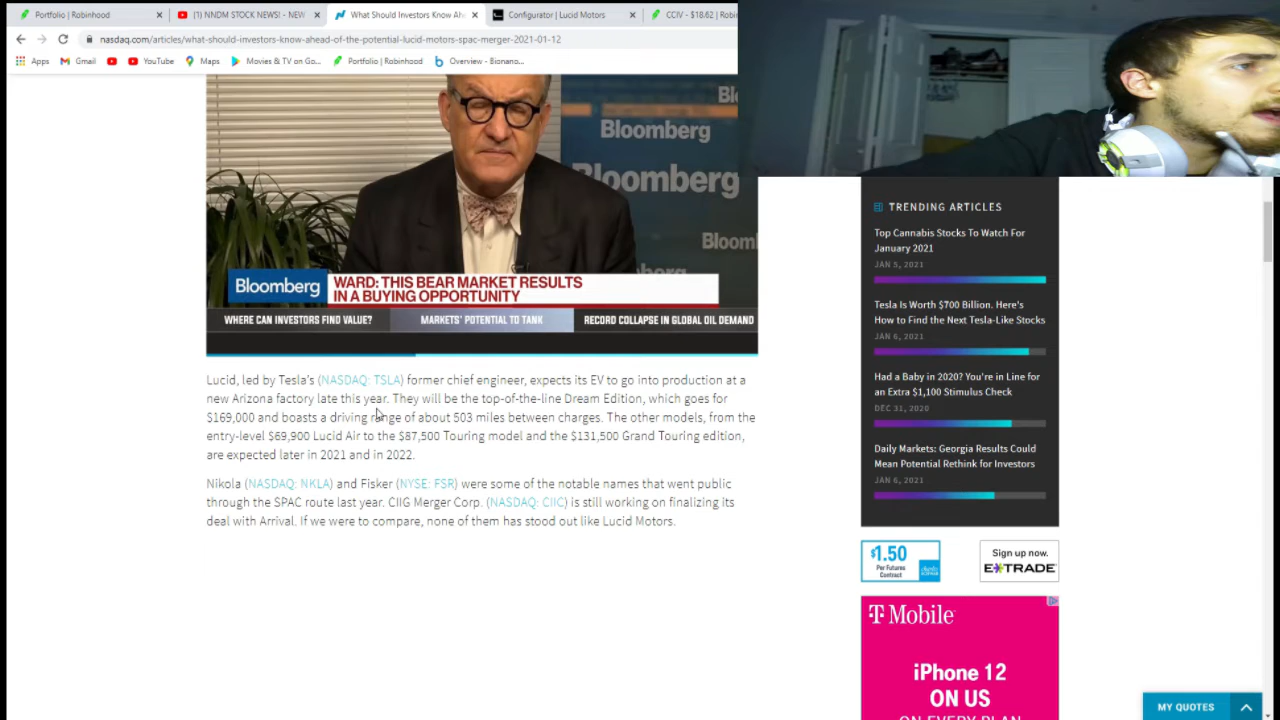 Portfolio | Robinhood
(1) NNDM STOCK NEWS! - NEW
What Should Investors Know Ah
Configurator | Lucid Motors
CCIV - $18.62 | Robin
nasdaq.com/articles/what-should-investors-know-ahead-of-the-potential-lucid-motors-spac-merger-2021-01-12
Apps
Gmail
YouTube
Maps
Movies & TV on Go...
Portfolio | Robinhood
Overview - Bionano...
Bloomberg
Bloomberg
Bloomberg
WARD: THIS BEAR MARKET RESULTS
IN A BUYING OPPORTUNITY
WHERE CAN INVESTORS FIND VALUE?
MARKETS' POTENTIAL TO TANK
RECORD COLLAPSE IN GLOBAL OIL DEMAND
Lucid, led by Tesla's (NASDAQ: TSLA) former chief engineer, expects its EV to go into production at a
new Arizona factory late this year. They will be the top-of-the-line Dream Edition, which goes for
$169,000 and boasts a driving range of about 503 miles between charges. The other models, from the
entry-level $69,900 Lucid Air to the $87,500 Touring model and the $131,500 Grand Touring edition,
are expected later in 2021 and in 2022.
Nikola (NASDAQ: NKLA) and Fisker (NYSE: FSR) were some of the notable names that went public
through the SPAC route last year. CIIG Merger Corp. (NASDAQ: CIIC) is still working on finalizing its
deal with Arrival. If we were to compare, none of them has stood out like Lucid Motors.
TRENDING ARTICLES
Top Cannabis Stocks To Watch For
January 2021
JAN 5, 2021
Tesla Is Worth $700 Billion. Here's
How to Find the Next Tesla-Like Stocks
JAN 6, 2021
Had a Baby in 2020? You're in Line for
an Extra $1,100 Stimulus Check
DEC 31, 2020
Daily Markets: Georgia Results Could
Mean Potential Rethink for Investors
JAN 6, 2021
$1.50
Per Futures
Contract
Sign up now.
E*TRADE
T Mobile
iPhone 12
ON US
ON EVERY PLAN
MY QUOTES